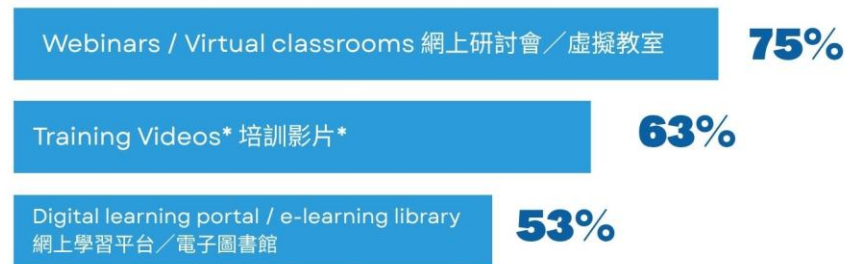 Webinars / Virtual classrooms 網上研討會／虛擬教室
75%
Training Videos* 培訓影片*
63%
Digital learning portal / e-learning library
網上學習平台／電子圖書館
53%